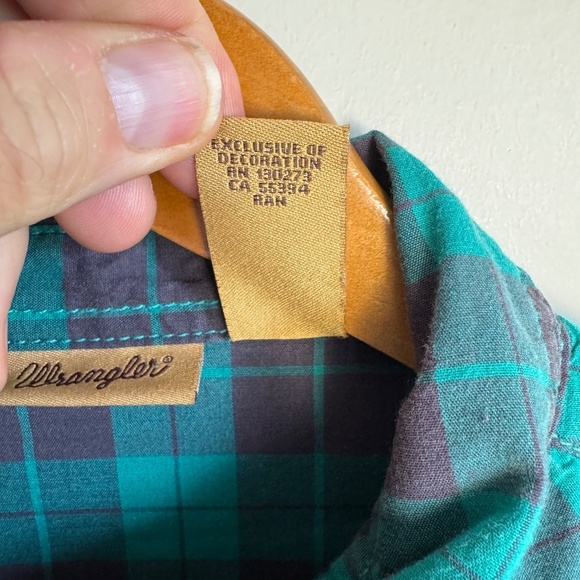 EXCLUSIVE OF
DECORATION
RN 130273
CA 55394
RAN
Wrangler®